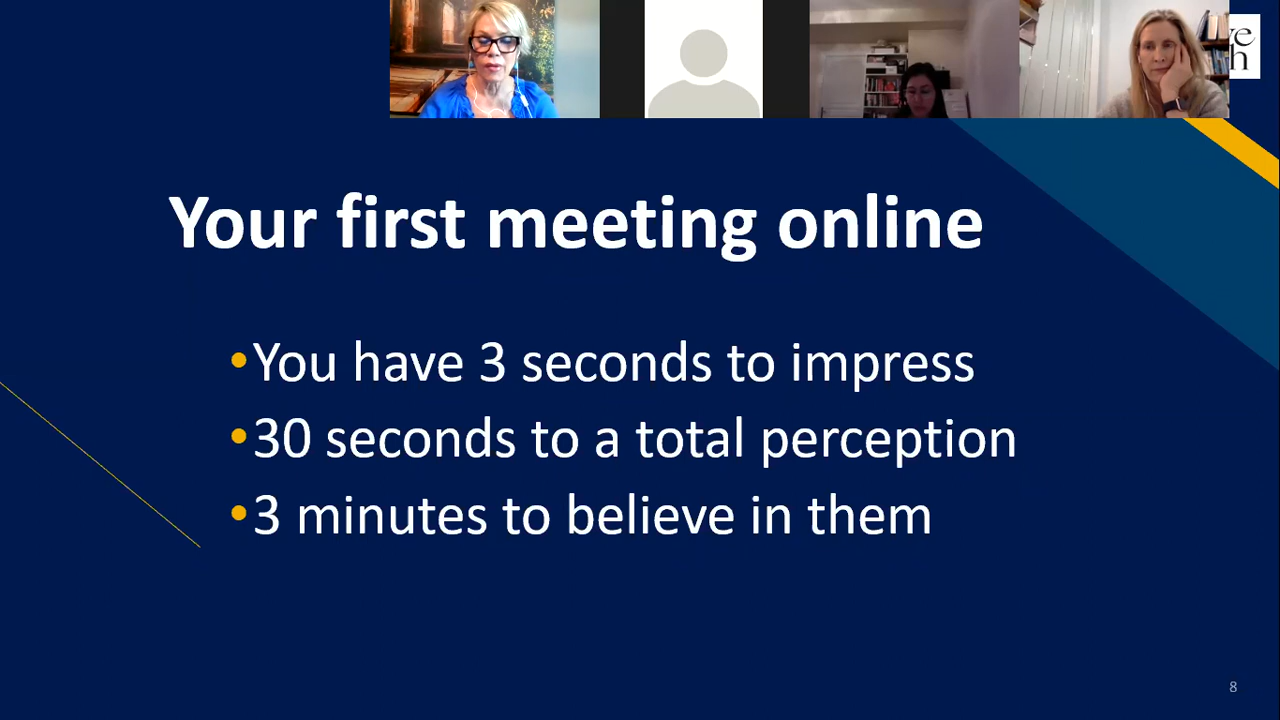 Your first meeting online
•You have 3 seconds to impress
•30 seconds to a total perception
•3 minutes to believe in them
8